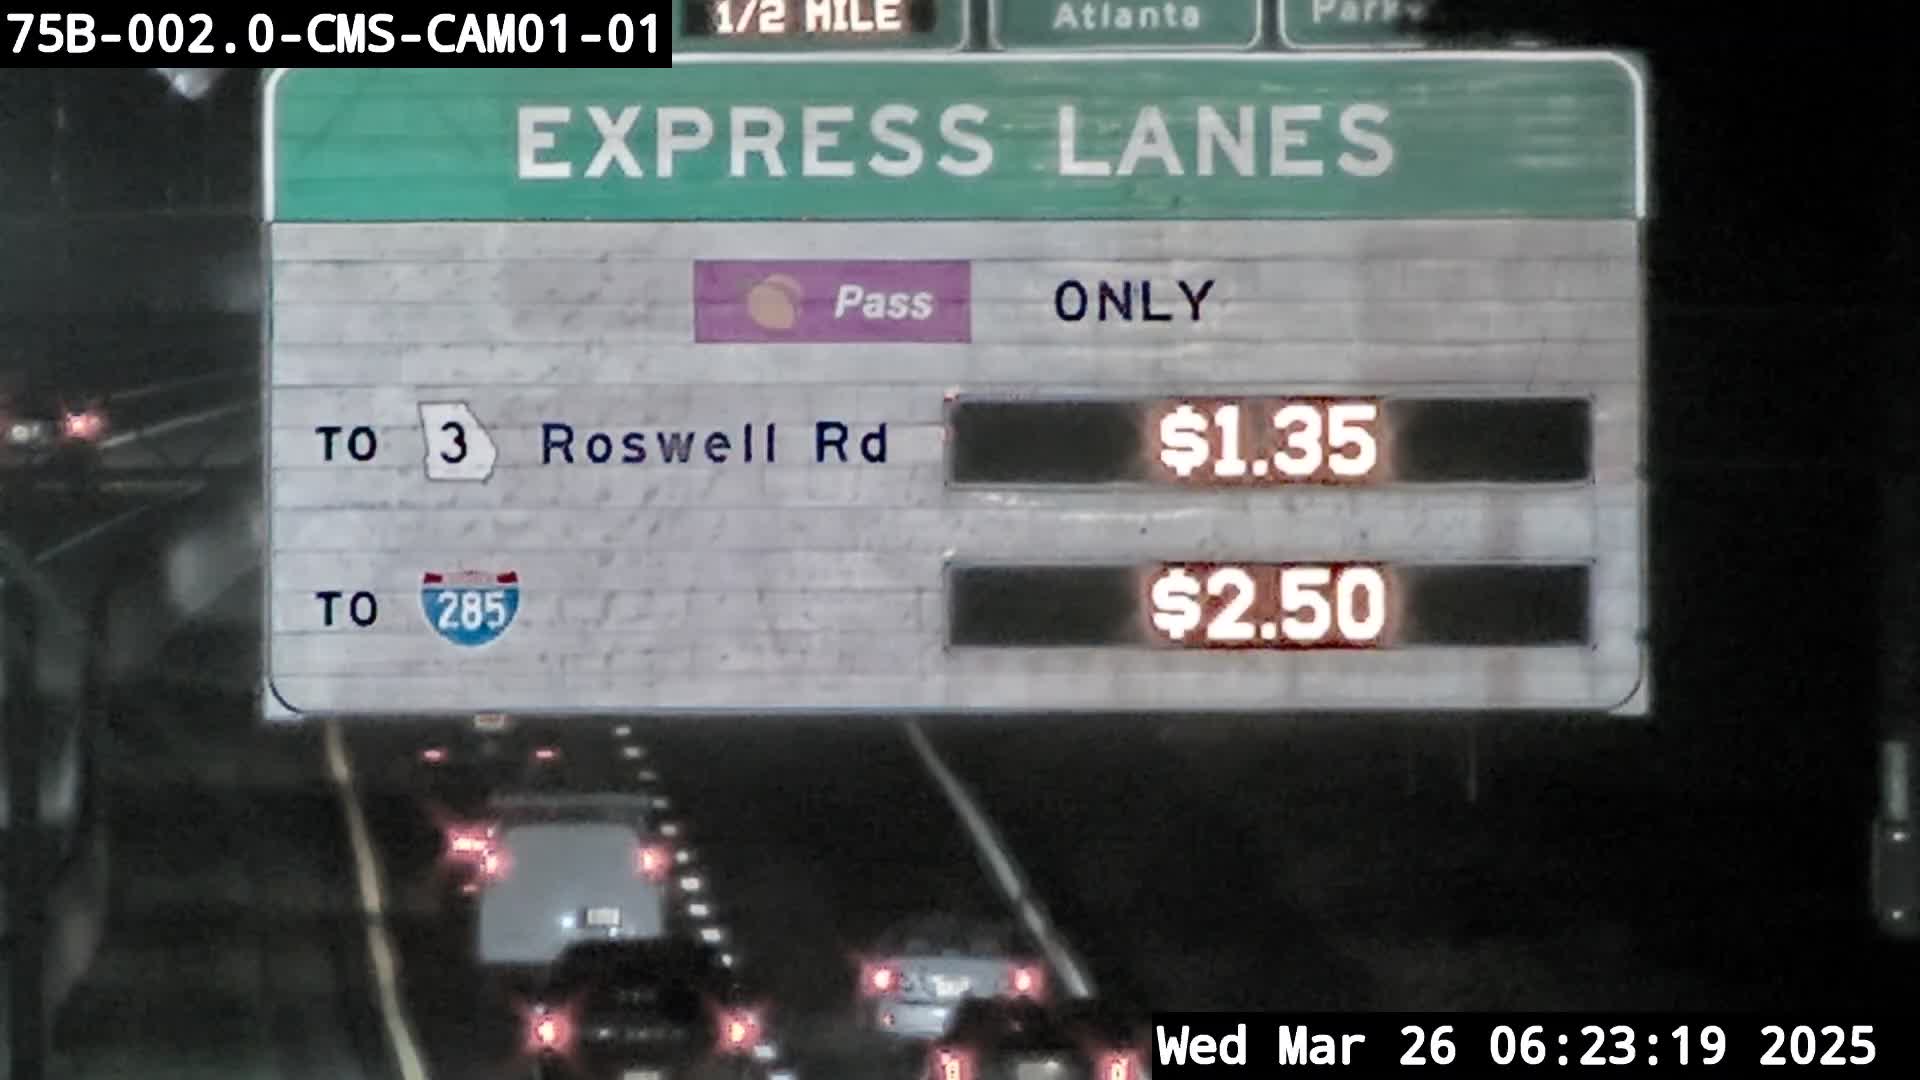 75B-002.0-CMS-CAM01-01
1/2 MILE
Atlanta
EXPRESS LANES
Pass ONLY
TO 3 Roswell Rd $1.35
TO 285 $2.50
Wed Mar 26 06:23:19 2025